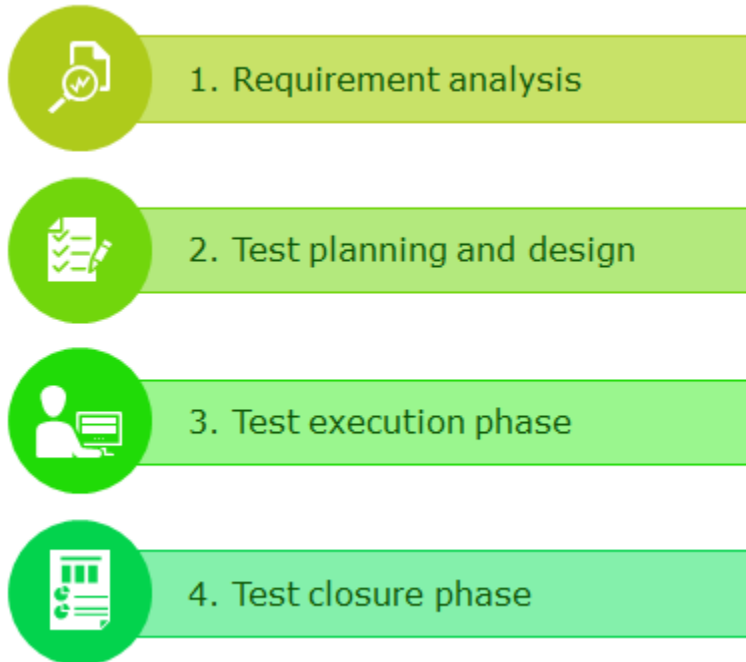 1. Requirement analysis
2. Test planning and design
3. Test execution phase
4. Test closure phase